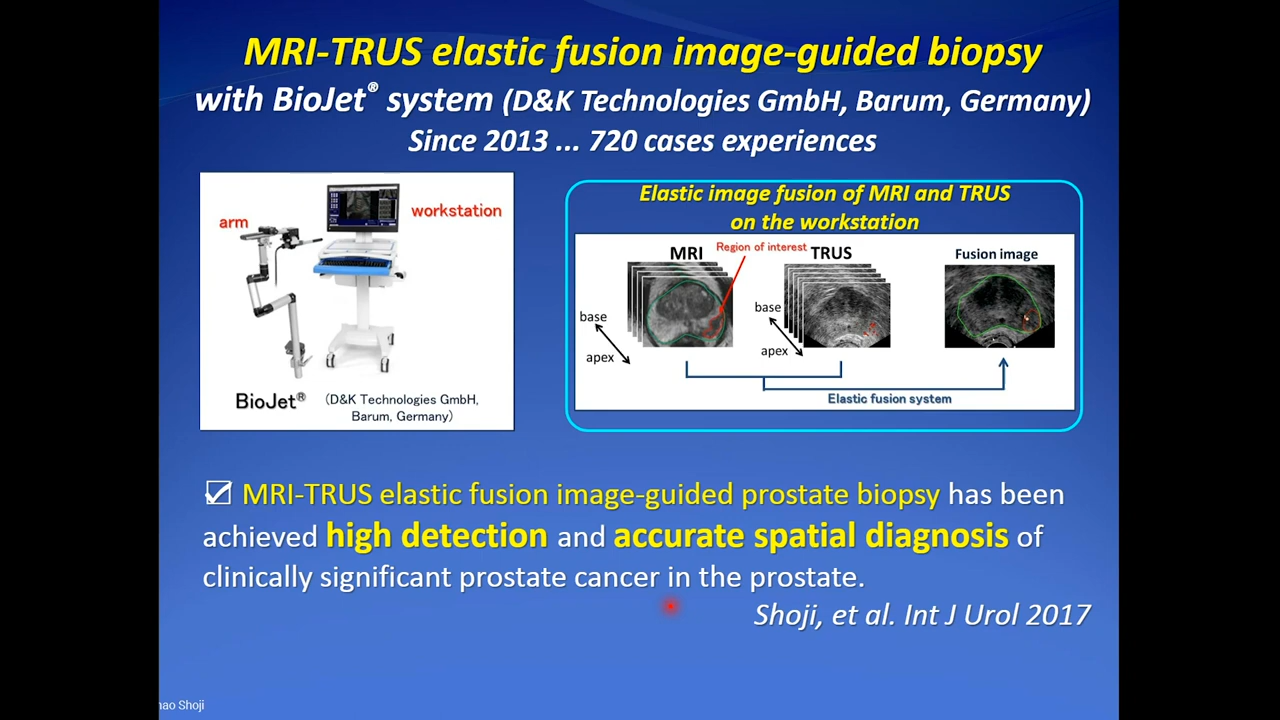 MRI-TRUS elastic fusion image-guided biopsy
with BioJet® system (D&K Technologies GmbH, Barum, Germany)
Since 2013 ... 720 cases experiences
arm
workstation
BioJet®
(D&K Technologies GmbH,
Barum, Germany)
Elastic image fusion of MRI and TRUS
on the workstation
MRI
Region of interest
TRUS
Fusion image
base
apex
base
apex
Elastic fusion system
MRI-TRUS elastic fusion image-guided prostate biopsy has been
achieved high detection and accurate spatial diagnosis of
clinically significant prostate cancer in the prostate.
Shoji, et al. Int J Urol 2017
Shoji